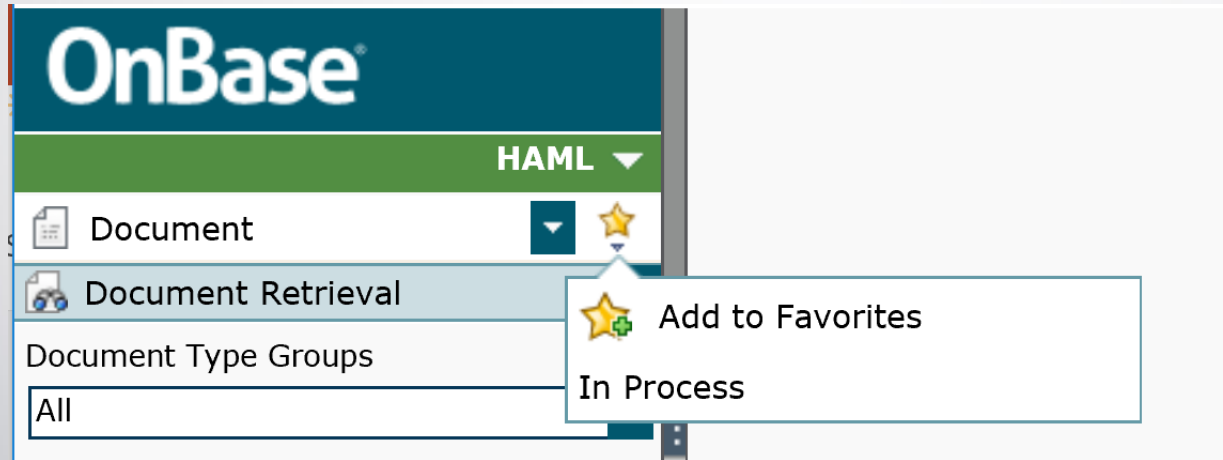 OnBase®
HAML
Document
Document Retrieval
Add to Favorites
Document Type Groups
In Process
All